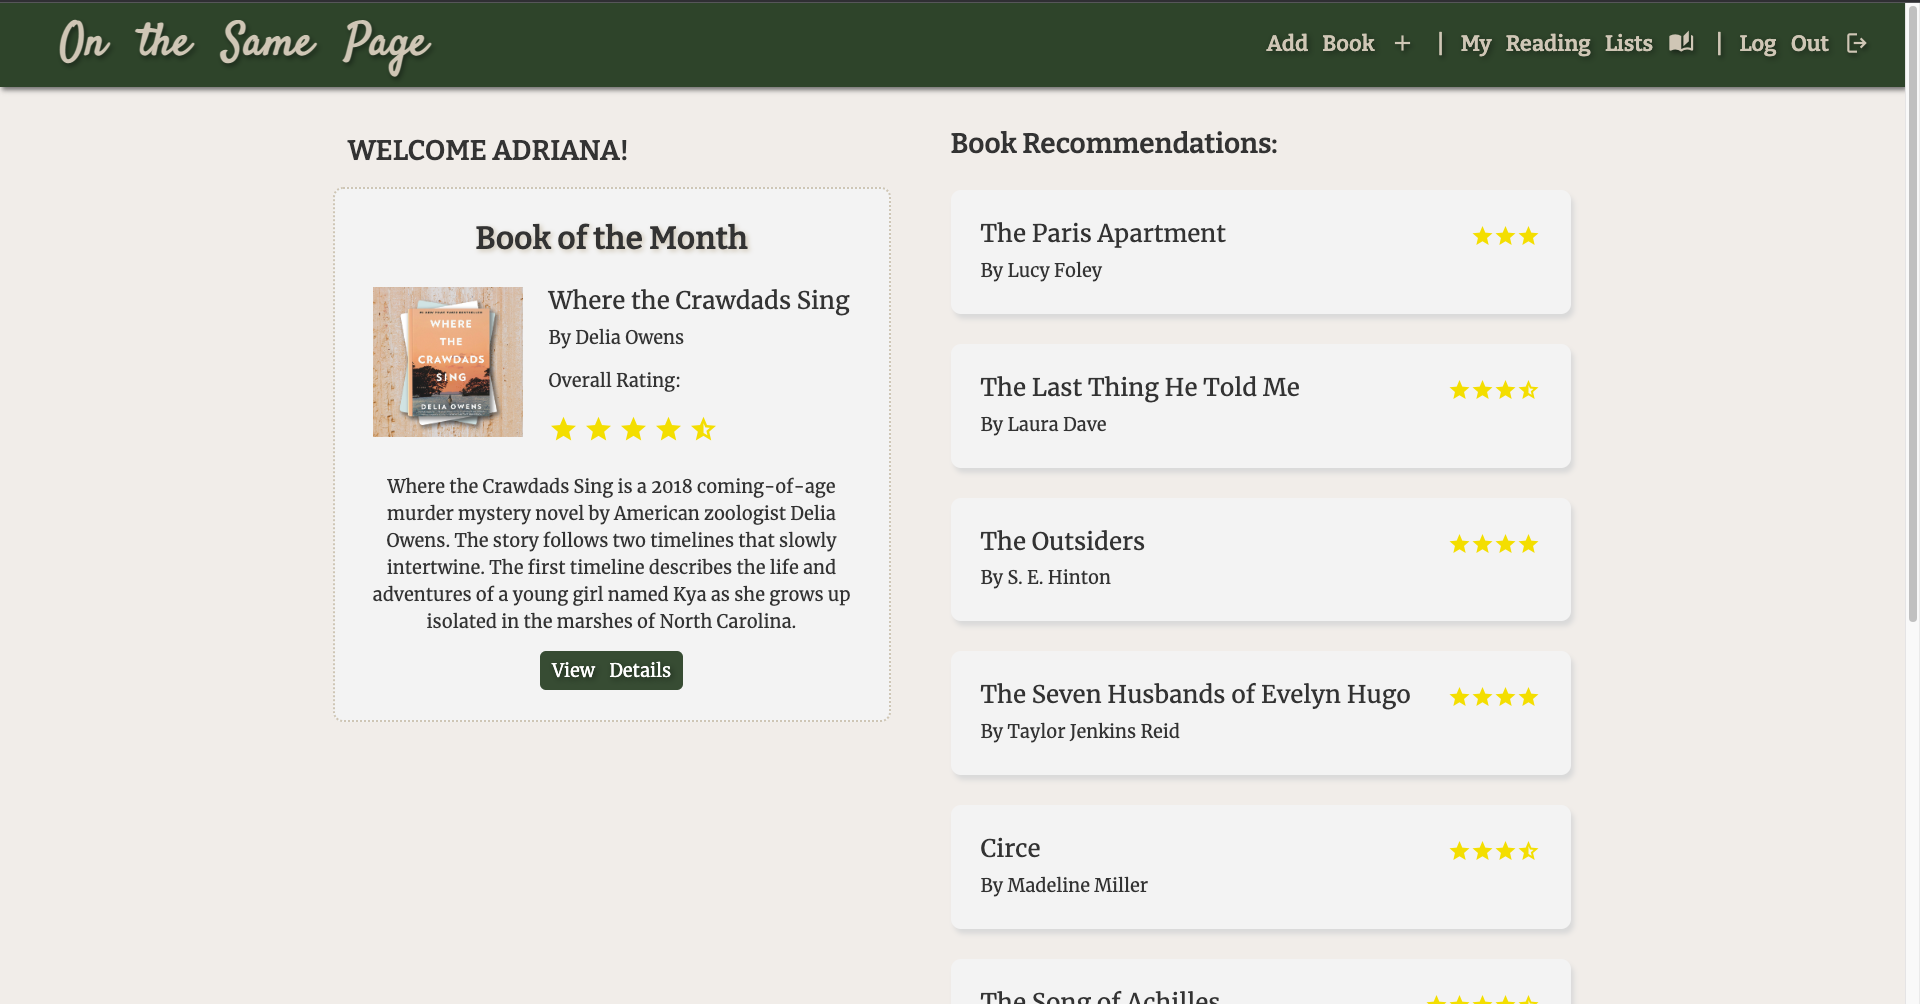 On the Same Page
Add Book + | My Reading Lists | Log Out
WELCOME ADRIANA!
Book of the Month
WHERE
THE
CRAWDADS
SING
DELIA OWENS
Where the Crawdads Sing
By Delia Owens
Overall Rating:
Where the Crawdads Sing is a 2018 coming-of-age
murder mystery novel by American zoologist Delia
Owens. The story follows two timelines that slowly
intertwine. The first timeline describes the life and
adventures of a young girl named Kya as she grows up
isolated in the marshes of North Carolina.
View Details
Book Recommendations:
The Paris Apartment
By Lucy Foley
The Last Thing He Told Me
By Laura Dave
The Outsiders
By S. E. Hinton
The Seven Husbands of Evelyn Hugo
By Taylor Jenkins Reid
Circe
By Madeline Miller
The Song of Achilles